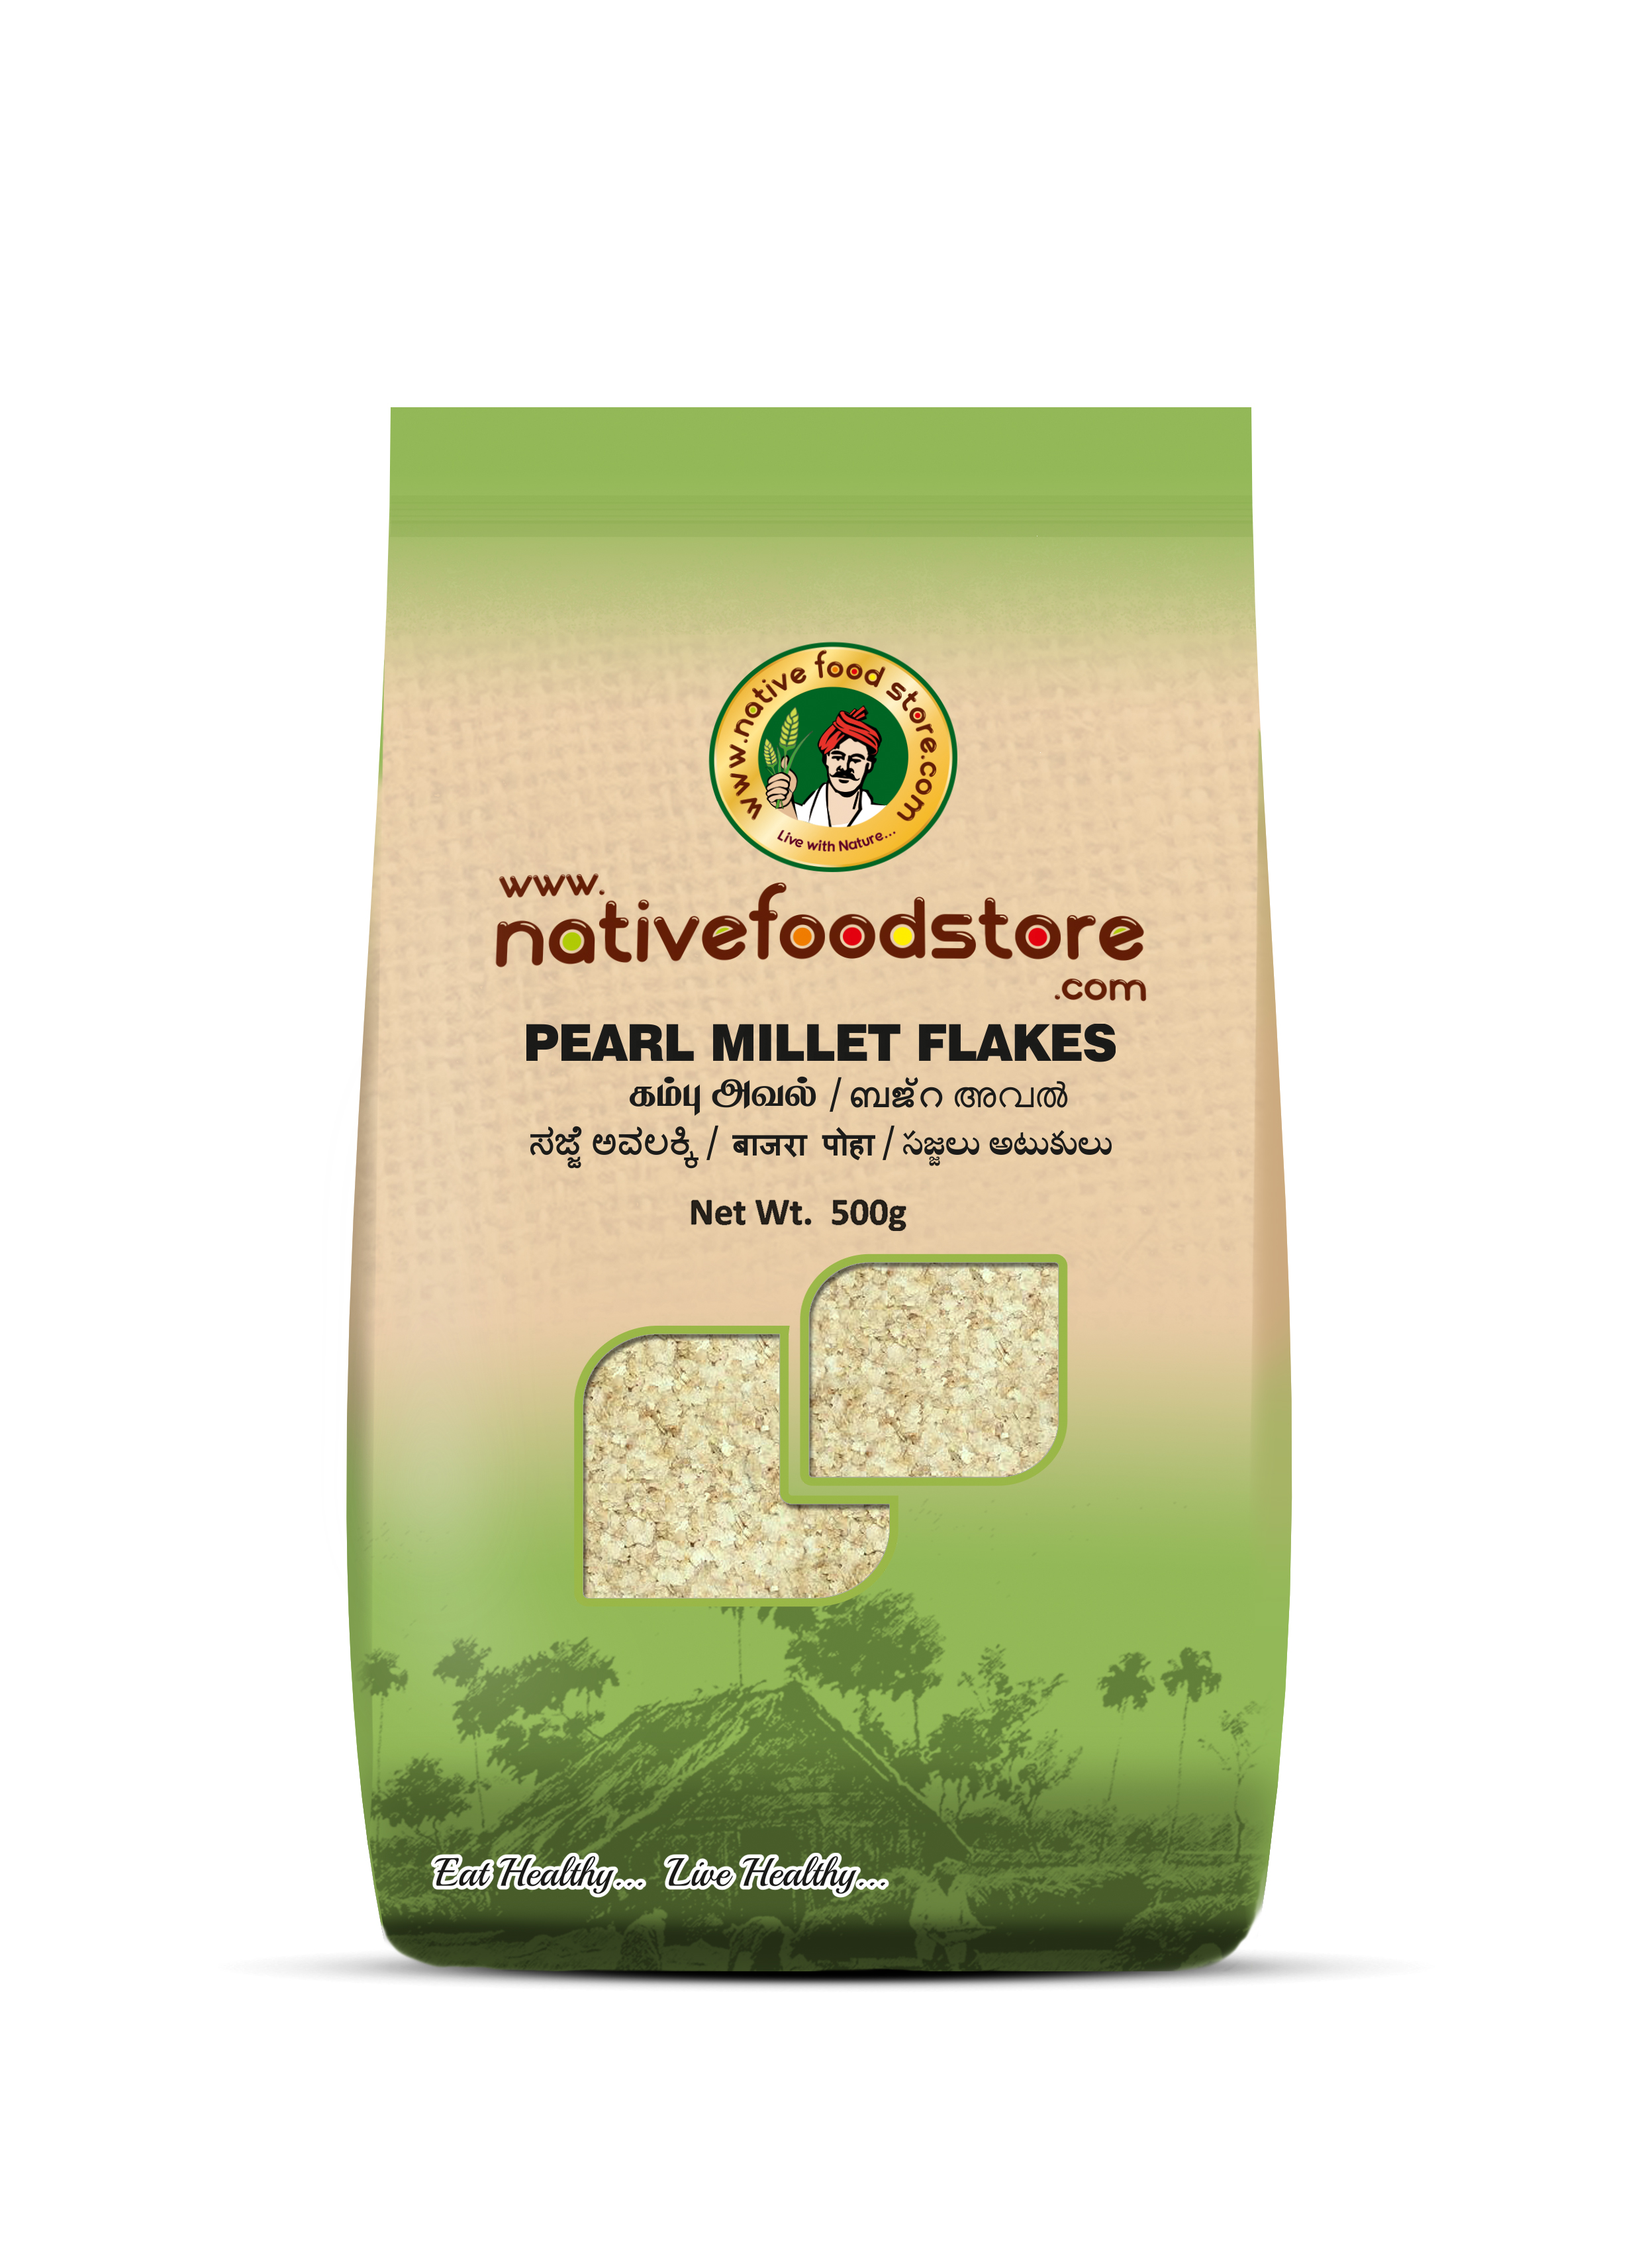 www.native food store.com
Live with Nature...
www.
nativefoodstore
.com
PEARL MILLET FLAKES
கம்பு அவல் / ബജ്റ അവൽ
ಸಜ್ಜೆ ಅವಲಕ್ಕಿ / बाजरा पोहा / సజ్జలు అటుకులు
Net Wt. 500g
Eat Healthy... Live Healthy...